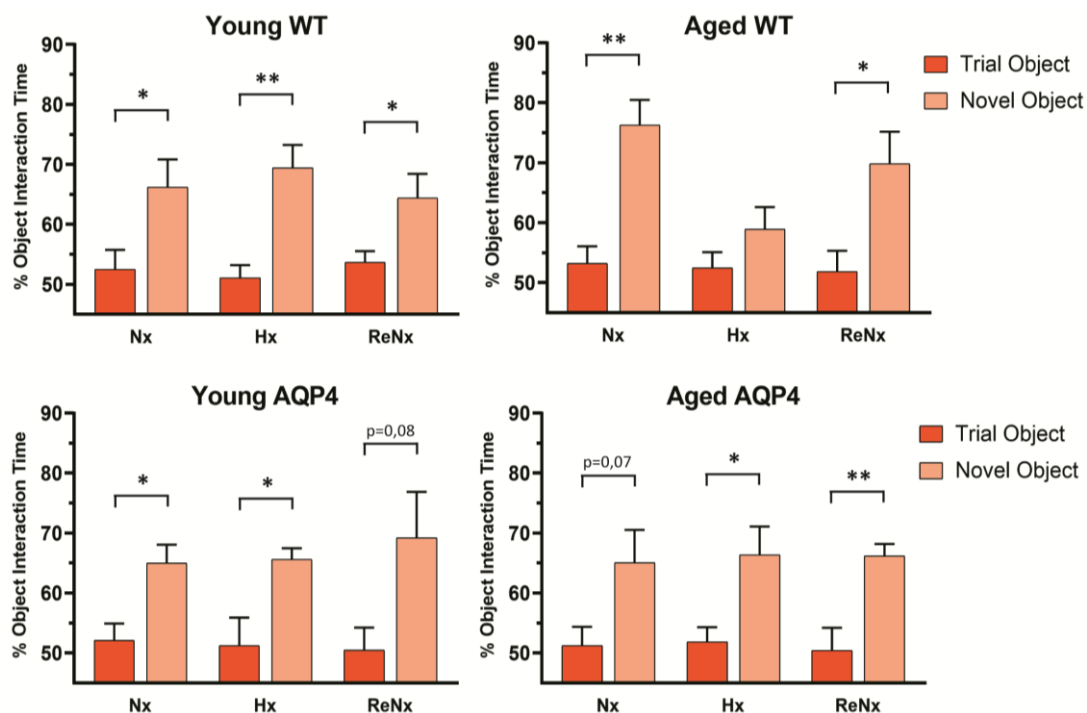 Young WT
% Object Interaction Time
90
80
70
60
50
*
**
*
Nx Hx ReNx
Aged WT
% Object Interaction Time
90
80
70
60
50
**
*
Nx Hx ReNx
Trial Object
Novel Object
Young AQP4
% Object Interaction Time
90
80
70
60
50
*
*
p=0,08
Nx Hx ReNx
Aged AQP4
% Object Interaction Time
90
80
70
60
50
p=0,07
*
**
Nx Hx ReNx
Trial Object
Novel Object